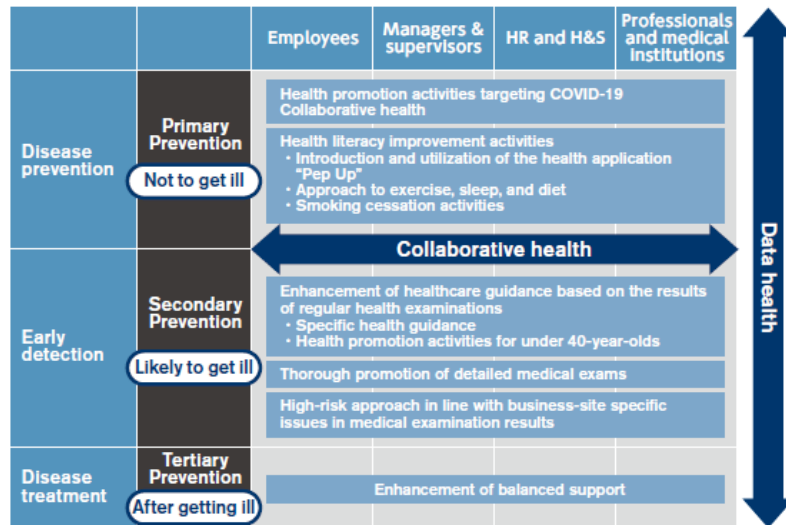 Employees
Managers &
supervisors
HR and H&S
Professionals
and medical
institutions
Disease
prevention
Primary
Prevention
Not to get ill
Health promotion activities targeting COVID-19
Collaborative health
Health literacy improvement activities
・Introduction and utilization of the health application
"Pep Up"
・Approach to exercise, sleep, and diet
・Smoking cessation activities
Collaborative health
Early
detection
Secondary
Prevention
Likely to get ill
Enhancement of healthcare guidance based on the results
of regular health examinations
・Specific health guidance
・Health promotion activities for under 40-year-olds
Thorough promotion of detailed medical exams
High-risk approach in line with business-site specific
issues in medical examination results
Disease
treatment
Tertiary
Prevention
After getting ill
Enhancement of balanced support
Data health